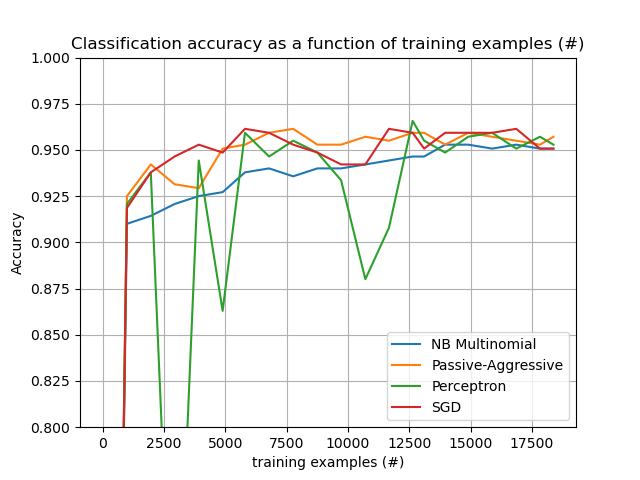 Classification accuracy as a function of training examples (#)
1.000
0.975
0.950
0.925
0.900
0.875
0.850
0.825
0.800
Accuracy
NB Multinomial
Passive-Aggressive
Perceptron
SGD
0 2500 5000 7500 10000 12500 15000 17500
training examples (#)